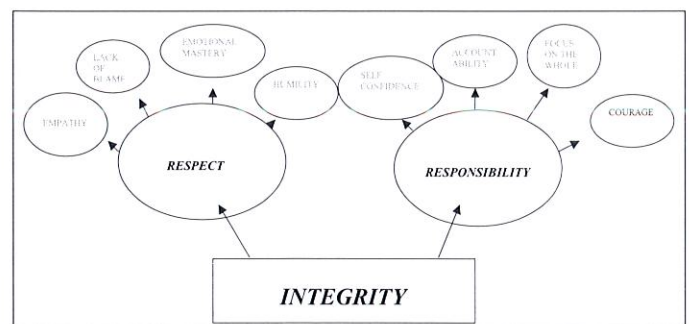 EMOTIONAL
MASTERY
LACK
OF
BLAME
HUMILITY
EMPATHY
RESPECT
SELF
CONFIDENCE
ACCOUNT
ABILITY
FOCUS
ON THE
WHOLE
COURAGE
RESPONSIBILITY
INTEGRITY